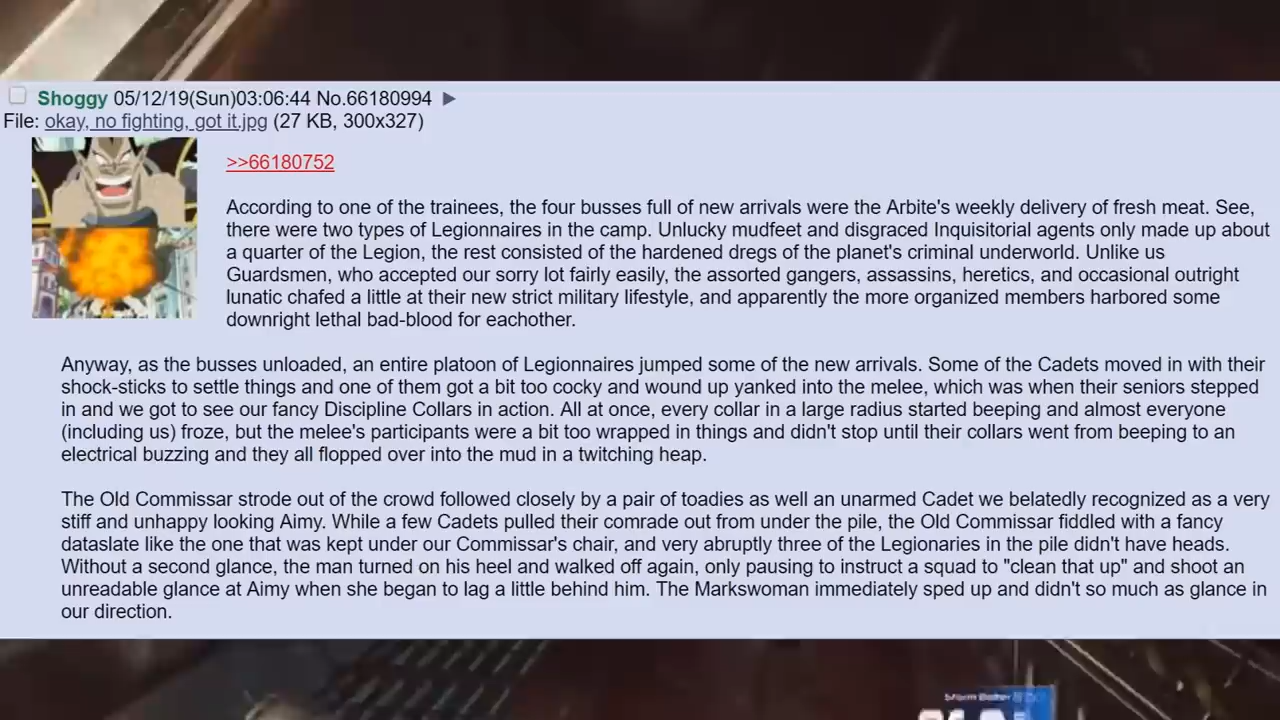 Shoggy 05/12/19(Sun)03:06:44 No.66180994 ▶
File: okay, no fighting, got it.jpg (27 KB, 300x327)
>>66180752
According to one of the trainees, the four busses full of new arrivals were the Arbite's weekly delivery of fresh meat. See,
there were two types of Legionnaires in the camp. Unlucky mudfeet and disgraced Inquisitorial agents only made up about
a quarter of the Legion, the rest consisted of the hardened dregs of the planet's criminal underworld. Unlike us
Guardsmen, who accepted our sorry lot fairly easily, the assorted gangers, assassins, heretics, and occasional outright
lunatic chafed a little at their new strict military lifestyle, and apparently the more organized members harbored some
downright lethal bad-blood for eachother.
Anyway, as the busses unloaded, an entire platoon of Legionnaires jumped some of the new arrivals. Some of the Cadets moved in with their
shock-sticks to settle things and one of them got a bit too cocky and wound up yanked into the melee, which was when their seniors stepped
in and we got to see our fancy Discipline Collars in action. All at once, every collar in a large radius started beeping and almost everyone
(including us) froze, but the melee's participants were a bit too wrapped in things and didn't stop until their collars went from beeping to an
electrical buzzing and they all flopped over into the mud in a twitching heap.
The Old Commissar strode out of the crowd followed closely by a pair of toadies as well an unarmed Cadet we belatedly recognized as a very
stiff and unhappy looking Aimy. While a few Cadets pulled their comrade out from under the pile, the Old Commissar fiddled with a fancy
dataslate like the one that was kept under our Commissar's chair, and very abruptly three of the Legionaries in the pile didn't have heads.
Without a second glance, the man turned on his heel and walked off again, only pausing to instruct a squad to "clean that up" and shoot an
unreadable glance at Aimy when she began to lag a little behind him. The Markswoman immediately sped up and didn't so much as glance in
our direction.